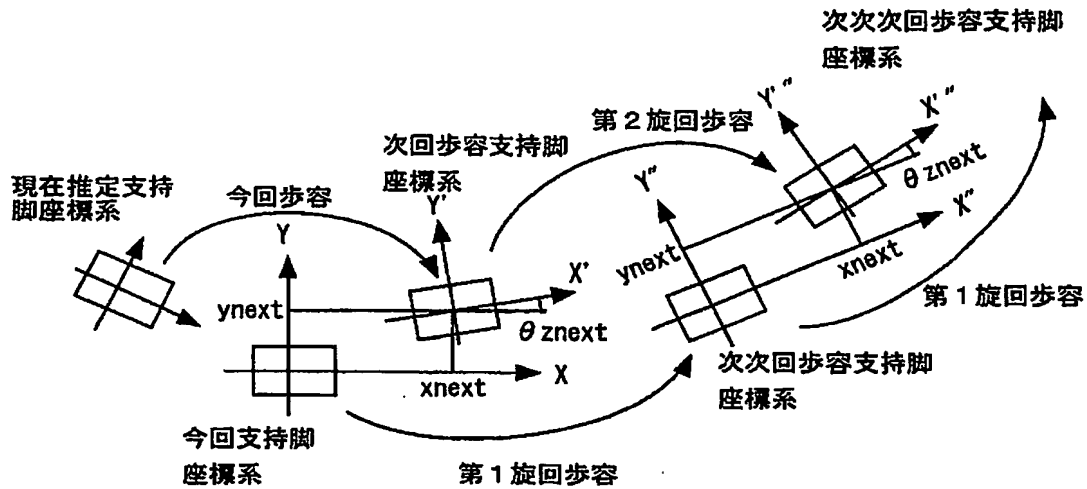 現在推定支持
脚座標系
今回歩容
Y
ynext
X
xnext
今回支持脚
座標系
第1旋回歩容
次回歩容支持脚
座標系
Y'
X'
θ znext
第2旋回歩容
Y"
ynext
X"
xnext
次次回歩容支持脚
座標系
第1旋回歩容
次次次回歩容支持脚
座標系
Y'"
X'"
θ znext